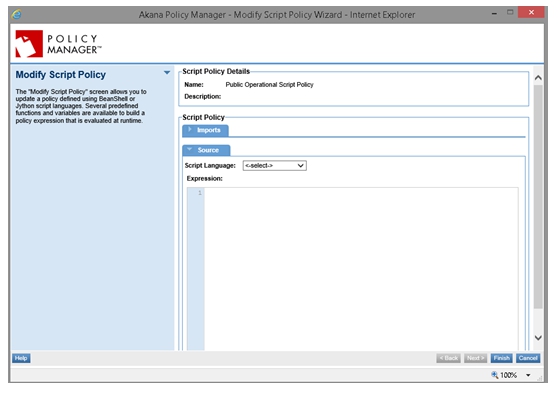 Akana Policy Manager - Modify Script Policy Wizard - Internet Explorer
POLICY
MANAGER™
Modify Script Policy
The "Modify Script Policy" screen allows you to
update a policy defined using BeanShell or
Jython script languages. Several predefined
functions and variables are available to build a
policy expression that is evaluated at runtime.
Script Policy Details
Name: Public Operational Script Policy
Description:
Script Policy
Imports
Source
Script Language: <-select->
Expression:
1
Help
< Back Next > Finish Cancel
100%